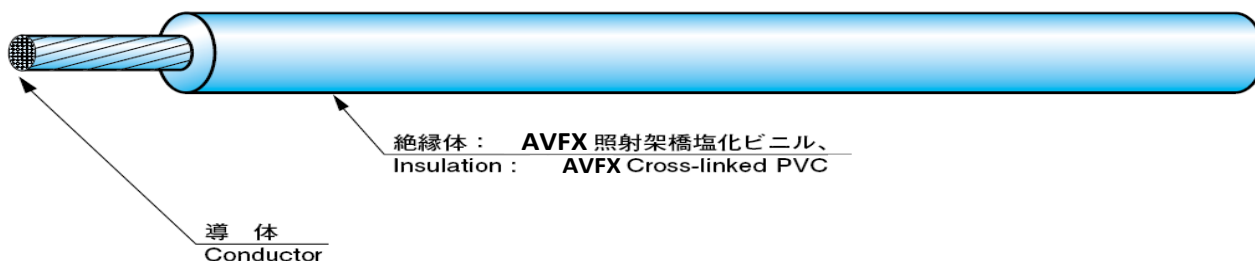 絶縁体： AVFX 照射架橋塩化ビニル、
Insulation： AVFX Cross-linked PVC
導 体
Conductor